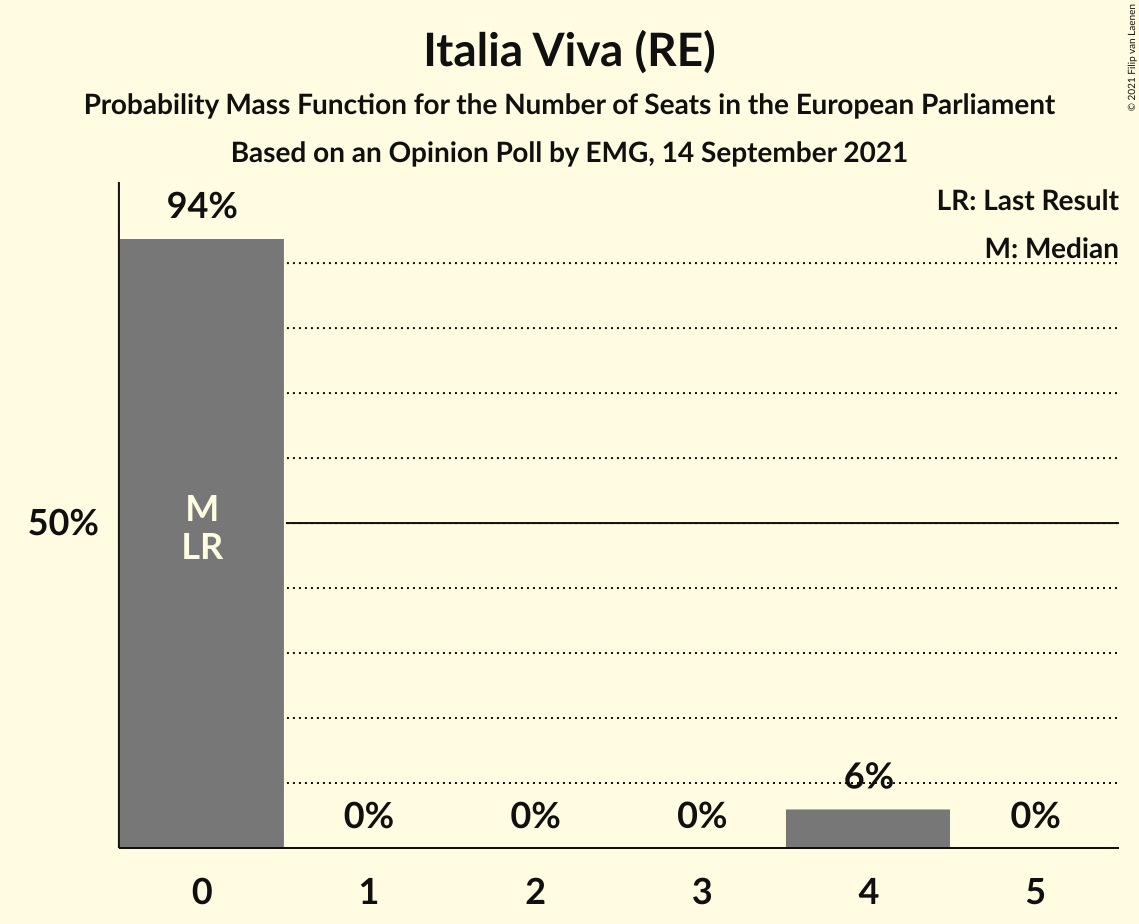 Italia Viva (RE)
Probability Mass Function for the Number of Seats in the European Parliament
Based on an Opinion Poll by EMG, 14 September 2021
© 2021 Filip van Laenen
LR: Last Result
M: Median
94%
50%
M
LR
0%
0%
0%
6%
0%
0
1
2
3
4
5